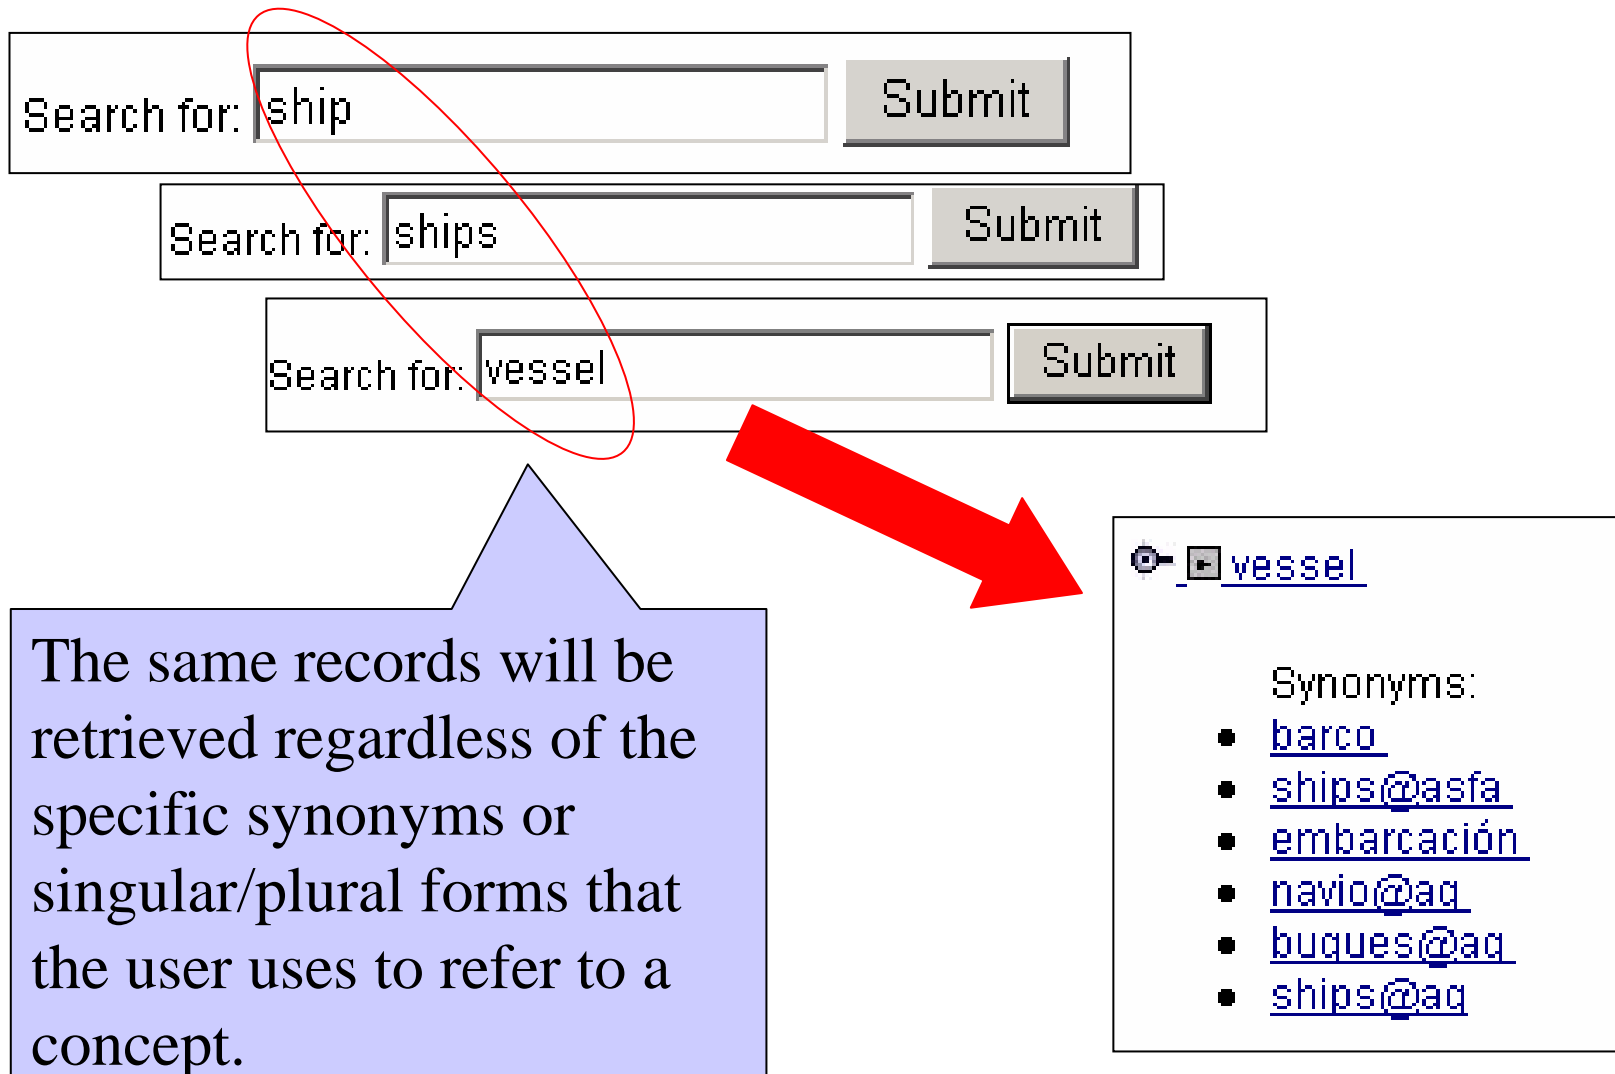 Search for: ship Submit
Search for: ships Submit
Search for: vessel Submit
The same records will be
retrieved regardless of the
specific synonyms or
singular/plural forms that
the user uses to refer to a
concept.
vessel
Synonyms:
barco
ships@asfa
embarcación
navio@aq
buques@aq
ships@aq